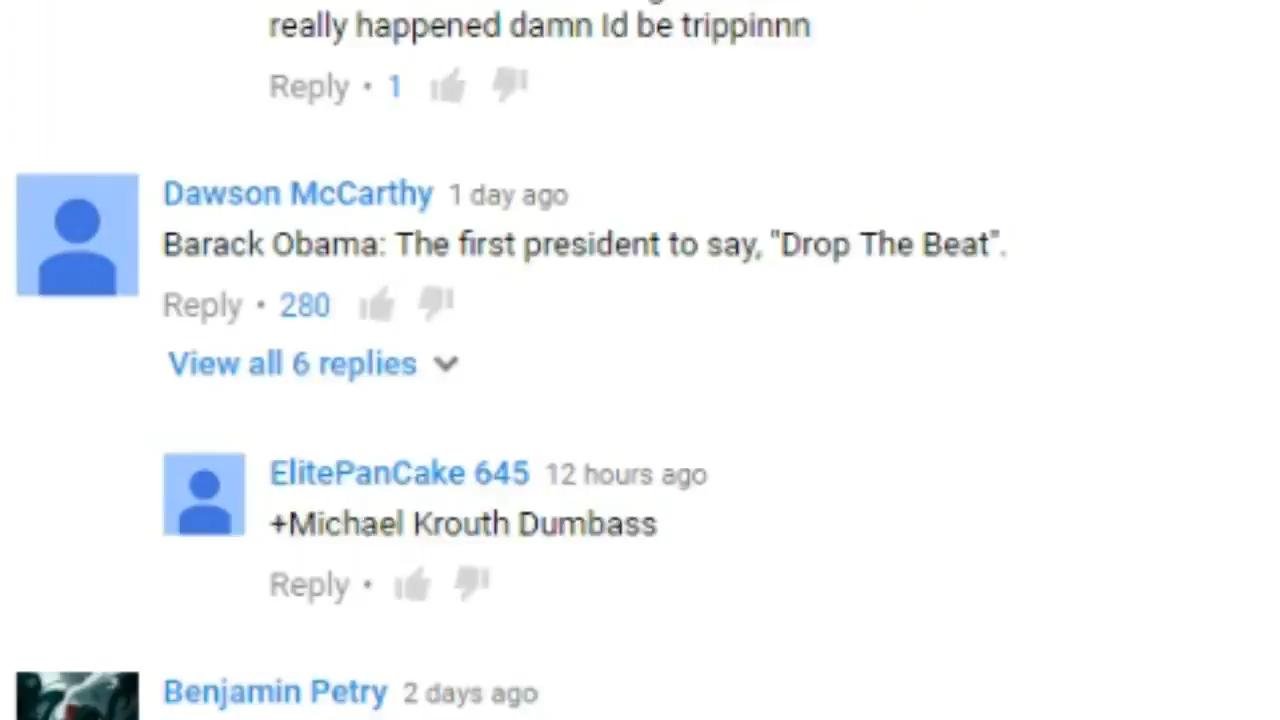 really happened damn Id be trippinnn
Reply • 1
Dawson McCarthy 1 day ago
Barack Obama: The first president to say, "Drop The Beat".
Reply • 280
View all 6 replies
ElitePanCake 645 12 hours ago
+Michael Krouth Dumbass
Reply •
Benjamin Petry 2 days ago